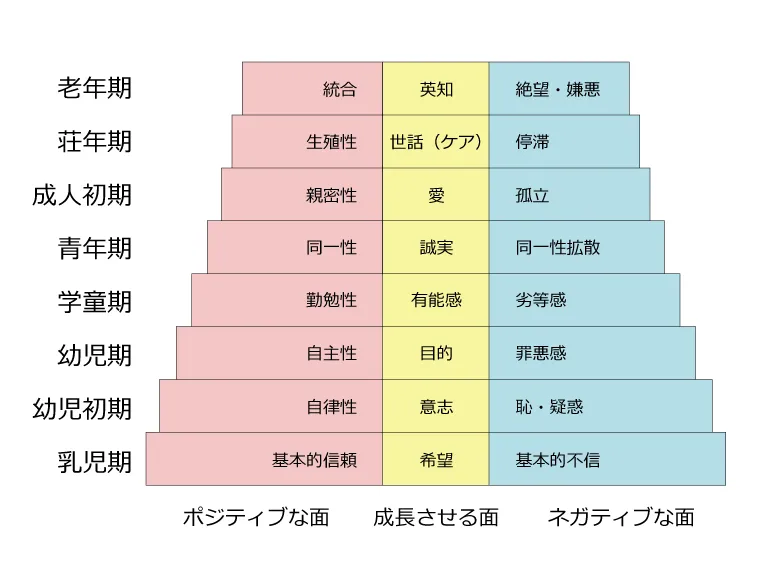 老年期 統合 英知 絶望・嫌悪
荘年期 生殖性 世話（ケア） 停滞
成人初期 親密性 愛 孤立
青年期 同一性 誠実 同一性拡散
学童期 勤勉性 有能感 劣等感
幼児期 自主性 目的 罪悪感
幼児初期 自律性 意志 恥・疑惑
乳児期 基本的信頼 希望 基本的不信
ポジティブな面 成長させる面 ネガティブな面